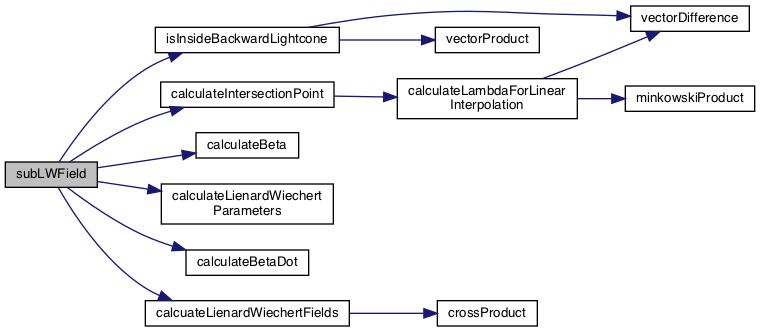 subLWField
isInsideBackwardLightcone
vectorDifference
vectorProduct
calculateIntersectionPoint
calculateLambdaForLinear
Interpolation
minkowskiProduct
calculateBeta
calculateLienardWiechert
Parameters
calculateBetaDot
calcuateLienardWiechertFields
crossProduct